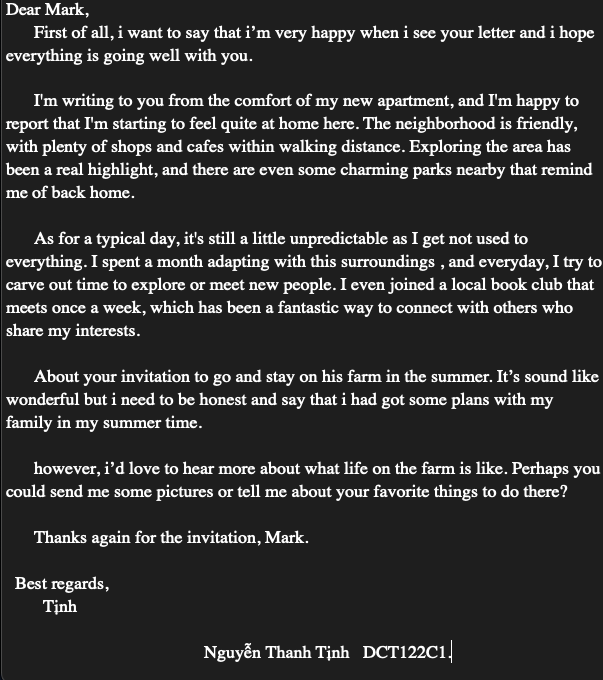 Dear Mark,
First of all, i want to say that i’m very happy when i see your letter and i hope
everything is going well with you.
I'm writing to you from the comfort of my new apartment, and I'm happy to
report that I'm starting to feel quite at home here. The neighborhood is friendly,
with plenty of shops and cafes within walking distance. Exploring the area has
been a real highlight, and there are even some charming parks nearby that remind
me of back home.
As for a typical day, it's still a little unpredictable as I get not used to
everything. I spent a month adapting with this surroundings , and everyday, I try to
carve out time to explore or meet new people. I even joined a local book club that
meets once a week, which has been a fantastic way to connect with others who
share my interests.
About your invitation to go and stay on his farm in the summer. It’s sound like
wonderful but i need to be honest and say that i had got some plans with my
family in my summer time.
however, i’d love to hear more about what life on the farm is like. Perhaps you
could send me some pictures or tell me about your favorite things to do there?
Thanks again for the invitation, Mark.
Best regards,
Tịnh
Nguyễn Thanh Tịnh DCT122C1.